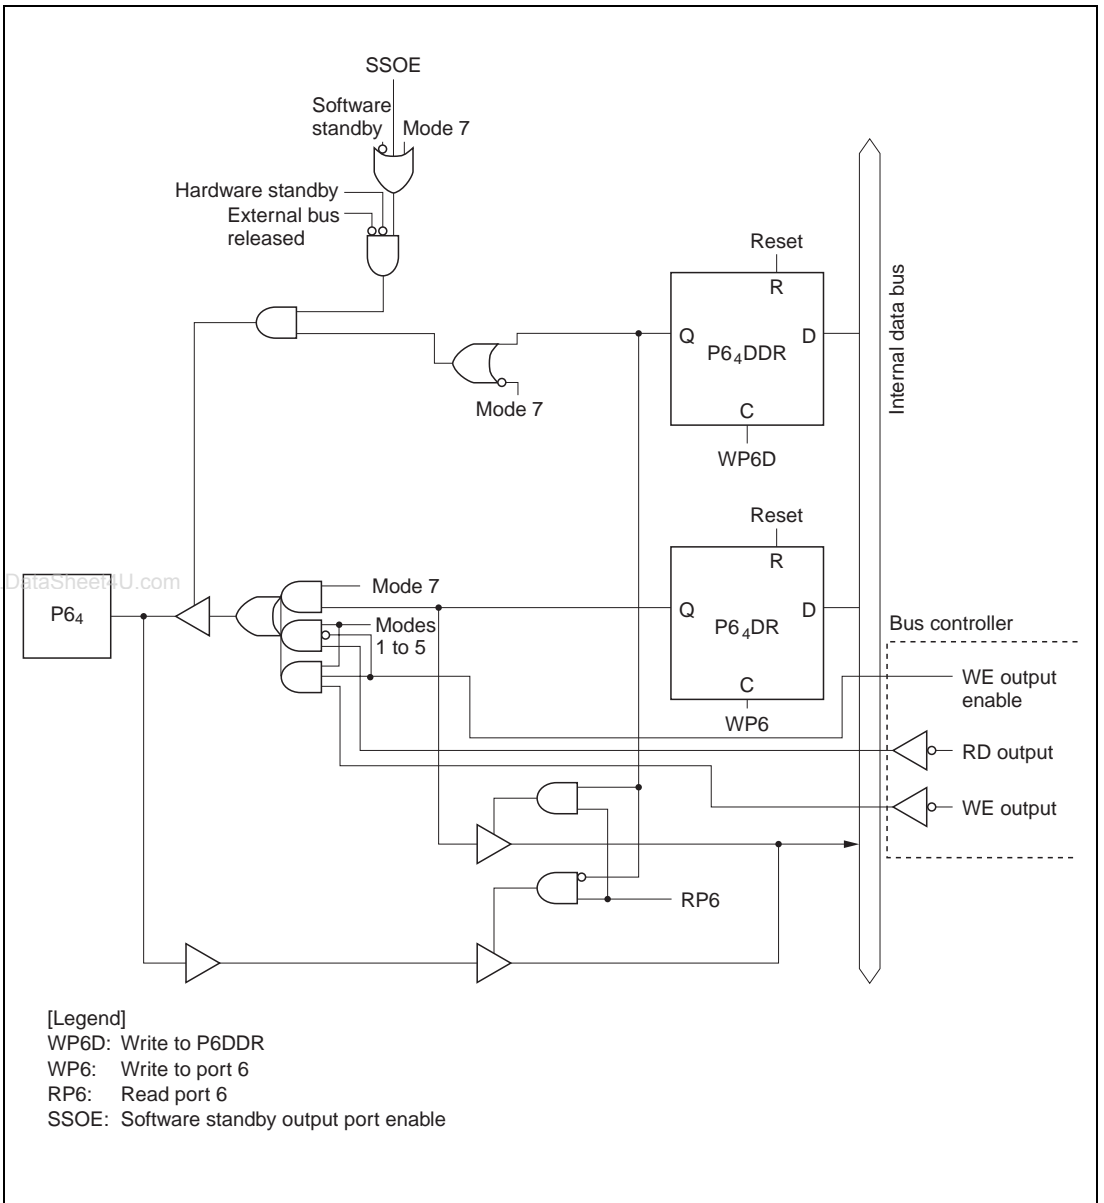 SSOE
Software
standby
Mode 7
Hardware standby
External bus
released
Reset
R
Q
P6₄DDR
D
C
WP6D
Mode 7
Internal data bus
Reset
R
Q
P6₄DR
D
C
WP6
DataSheet4U.com
P6₄
Mode 7
Modes
1 to 5
Bus controller
WE output
enable
RD output
WE output
RP6
[Legend]
WP6D: Write to P6DDR
WP6: Write to port 6
RP6: Read port 6
SSOE: Software standby output port enable